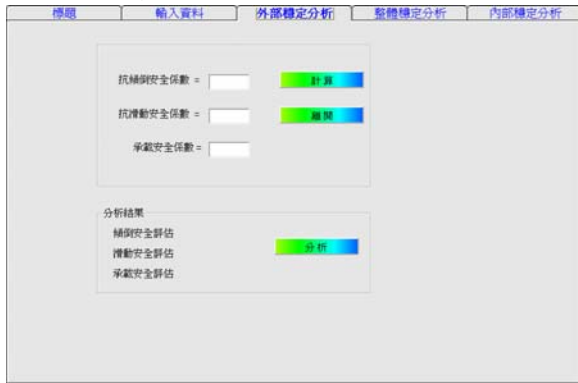 標題 輸入資料 外部穩定分析 整體穩定分析 內部穩定分析
抗傾倒安全係數 = 計算
抗滑動安全係數 = 離開
承載安全係數 =
分析結果
傾倒安全評估
滑動安全評估 分析
承載安全評估